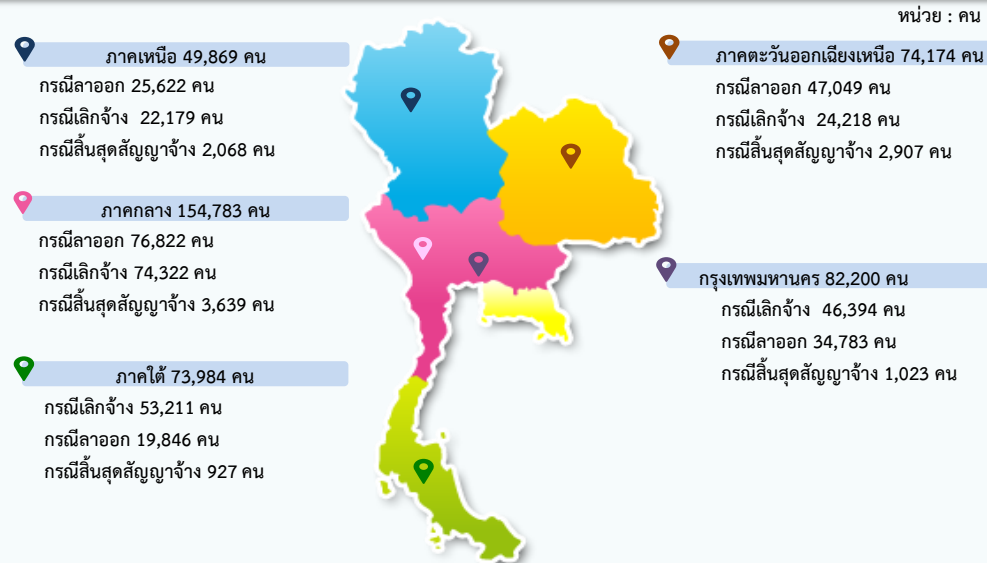 หน่วย : คน
ภาคเหนือ 49,869 คน
กรณีลาออก 25,622 คน
กรณีเลิกจ้าง 22,179 คน
กรณีสิ้นสุดสัญญาจ้าง 2,068 คน
ภาคกลาง 154,783 คน
กรณีลาออก 76,822 คน
กรณีเลิกจ้าง 74,322 คน
กรณีสิ้นสุดสัญญาจ้าง 3,639 คน
ภาคใต้ 73,984 คน
กรณีเลิกจ้าง 53,211 คน
กรณีลาออก 19,846 คน
กรณีสิ้นสุดสัญญาจ้าง 927 คน
ภาคตะวันออกเฉียงเหนือ 74,174 คน
กรณีลาออก 47,049 คน
กรณีเลิกจ้าง 24,218 คน
กรณีสิ้นสุดสัญญาจ้าง 2,907 คน
กรุงเทพมหานคร 82,200 คน
กรณีเลิกจ้าง 46,394 คน
กรณีลาออก 34,783 คน
กรณีสิ้นสุดสัญญาจ้าง 1,023 คน